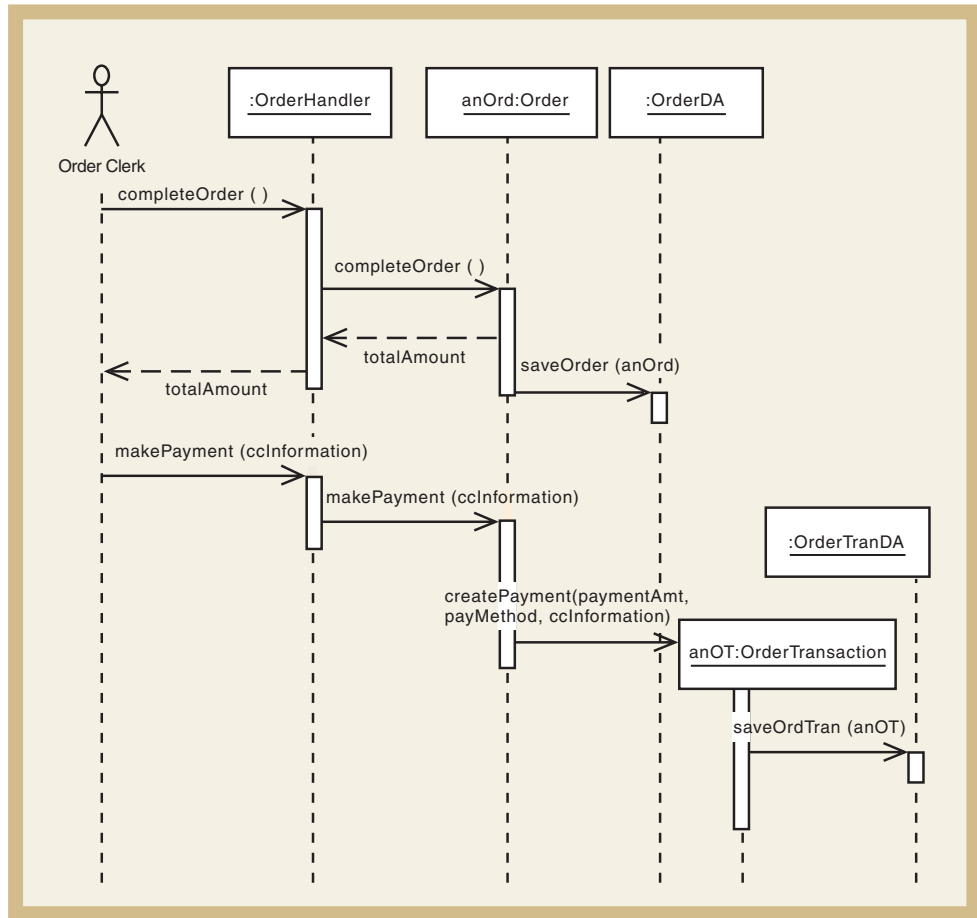 :OrderHandler
anOrd:Order
:OrderDA
Order Clerk
completeOrder ( )
completeOrder ( )
totalAmount
saveOrder (anOrd)
totalAmount
makePayment (ccInformation)
makePayment (ccInformation)
:OrderTranDA
createPayment(paymentAmt,
payMethod, ccInformation)
anOT:OrderTransaction
saveOrdTran (anOT)